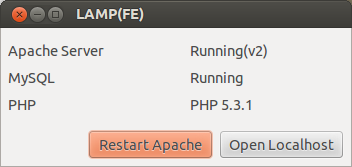 LAMP(FE)
Apache Server Running(v2)
MySQL Running
PHP PHP 5.3.1
Restart Apache Open Localhost